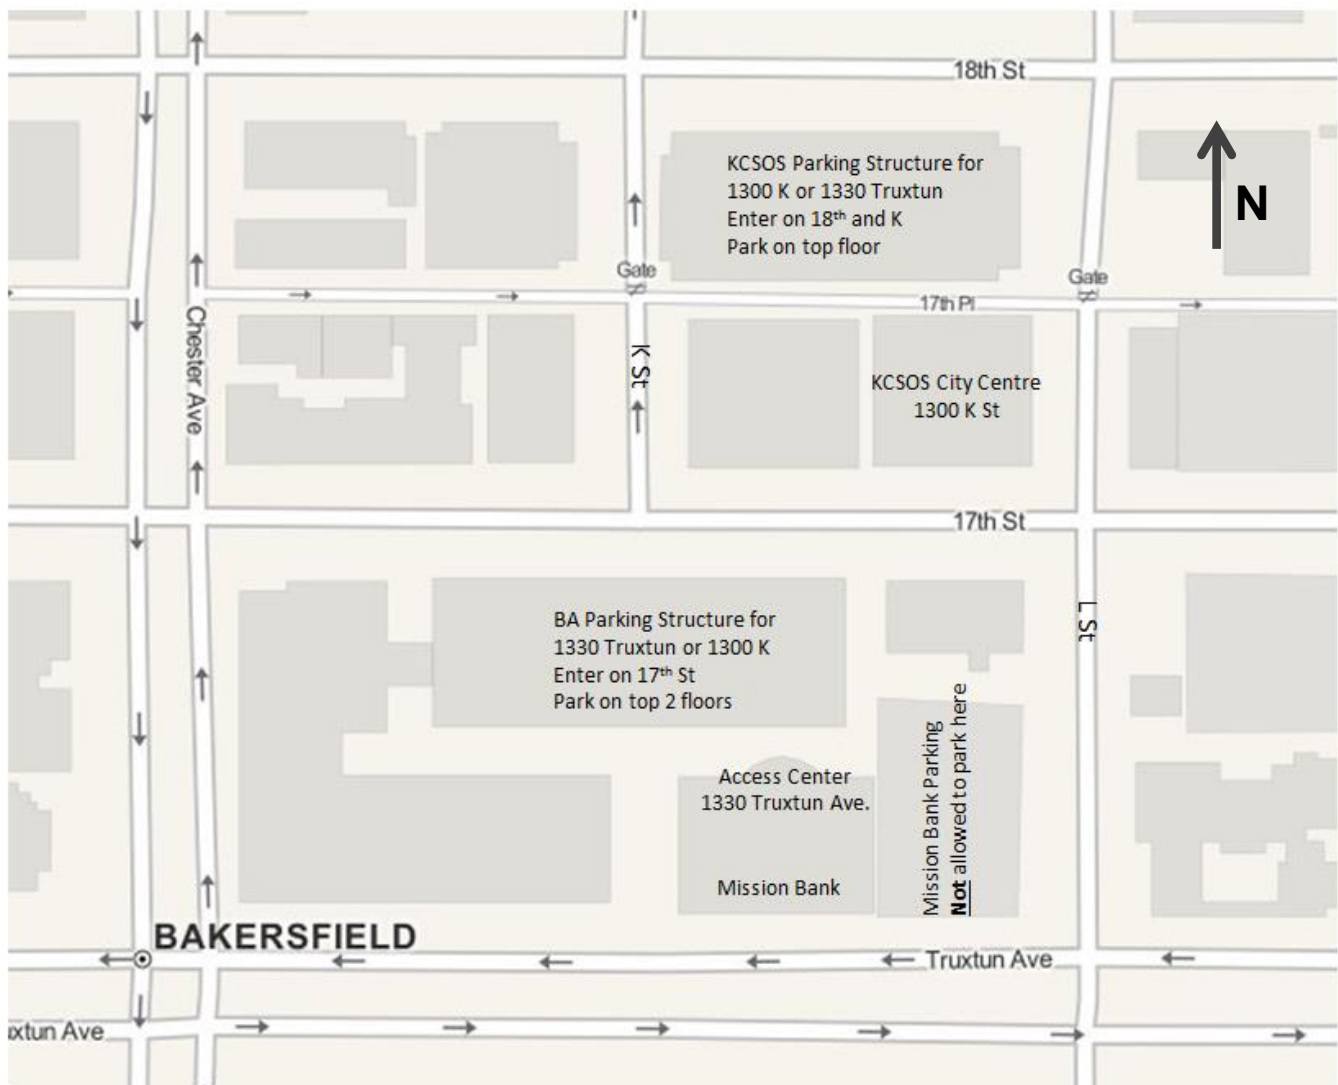 18th St
KCSOS Parking Structure for
1300 K or 1330 Truxtun
Enter on 18th and K
Park on top floor
N
Gate
Gate
17th Pl
Chester Ave
K St
KCSOS City Centre
1300 K St
17th St
BA Parking Structure for
1330 Truxtun or 1300 K
Enter on 17th St
Park on top 2 floors
L St
Access Center
1330 Truxtun Ave.
Mission Bank
Mission Bank Parking
Not allowed to park here
BAKERSFIELD
Truxtun Ave
uxtun Ave